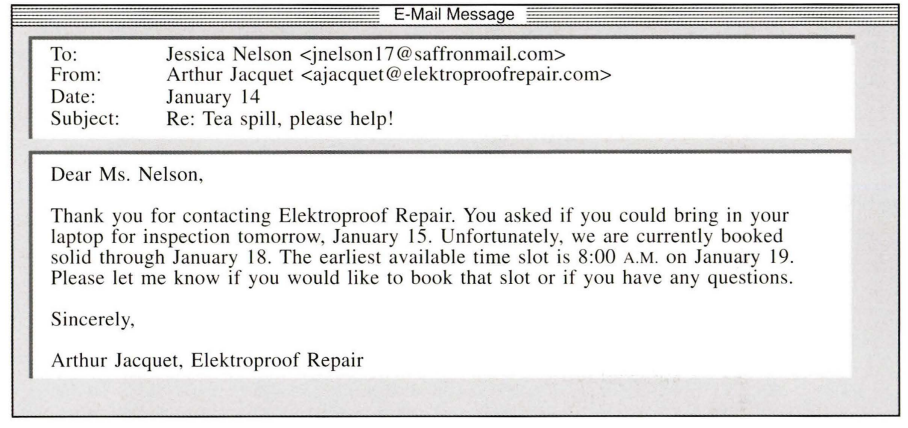 E-Mail Message
To: Jessica Nelson <jnelson17@saffronmail.com>
From: Arthur Jacquet <ajacquet@elektroproofrepair.com>
Date: January 14
Subject: Re: Tea spill, please help!
Dear Ms. Nelson,
Thank you for contacting Elektroproof Repair. You asked if you could bring in your
laptop for inspection tomorrow, January 15. Unfortunately, we are currently booked
solid through January 18. The earliest available time slot is 8:00 A.M. on January 19.
Please let me know if you would like to book that slot or if you have any questions.
Sincerely,
Arthur Jacquet, Elektroproof Repair